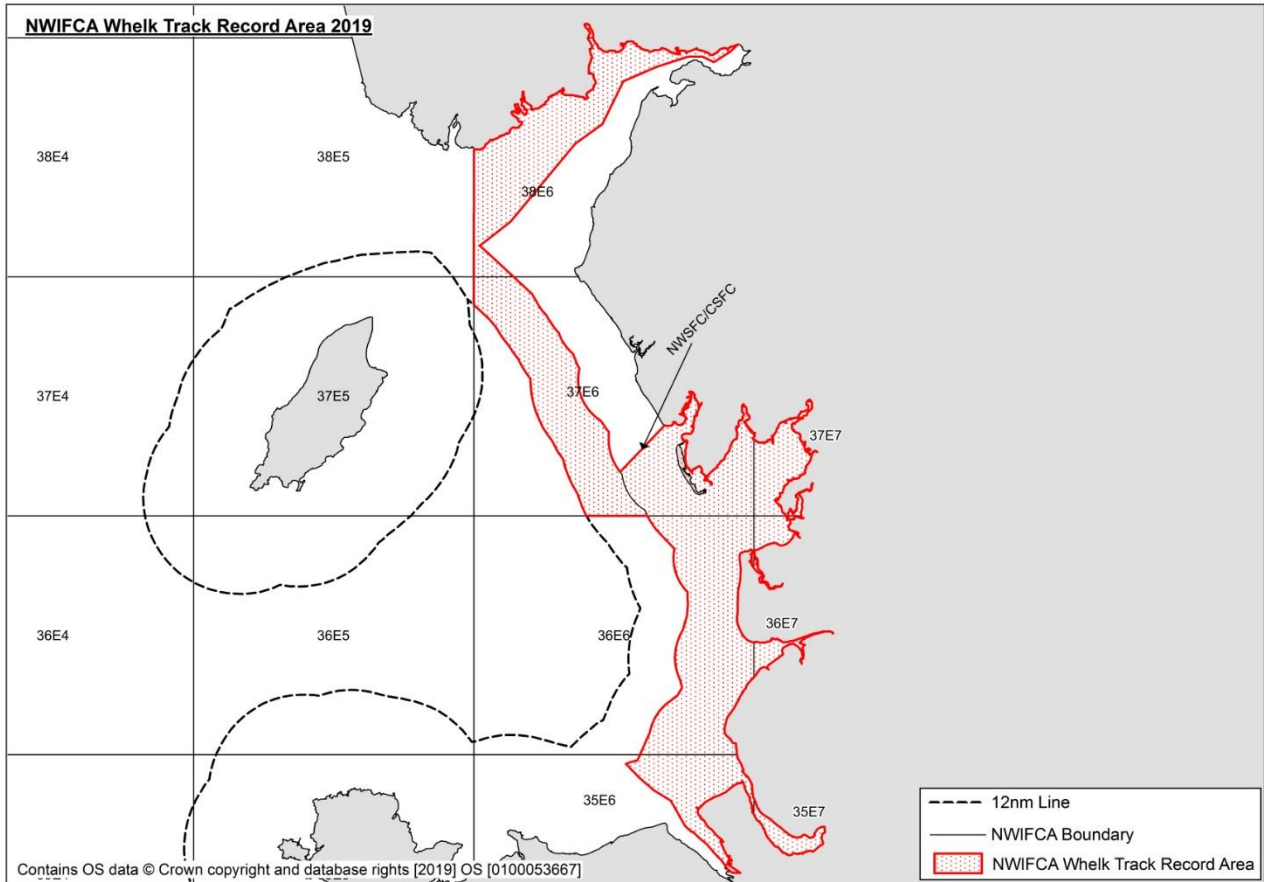 NWIFCA Whelk Track Record Area 2019
38E4
38E5
38E6
NWSFC/CSFC
37E4
37E5
37E6
37E7
36E4
36E5
36E6
36E7
35E6
35E7
12nm Line
NWIFCA Boundary
NWIFCA Whelk Track Record Area
Contains OS data © Crown copyright and database rights [2019] OS [0100053667]